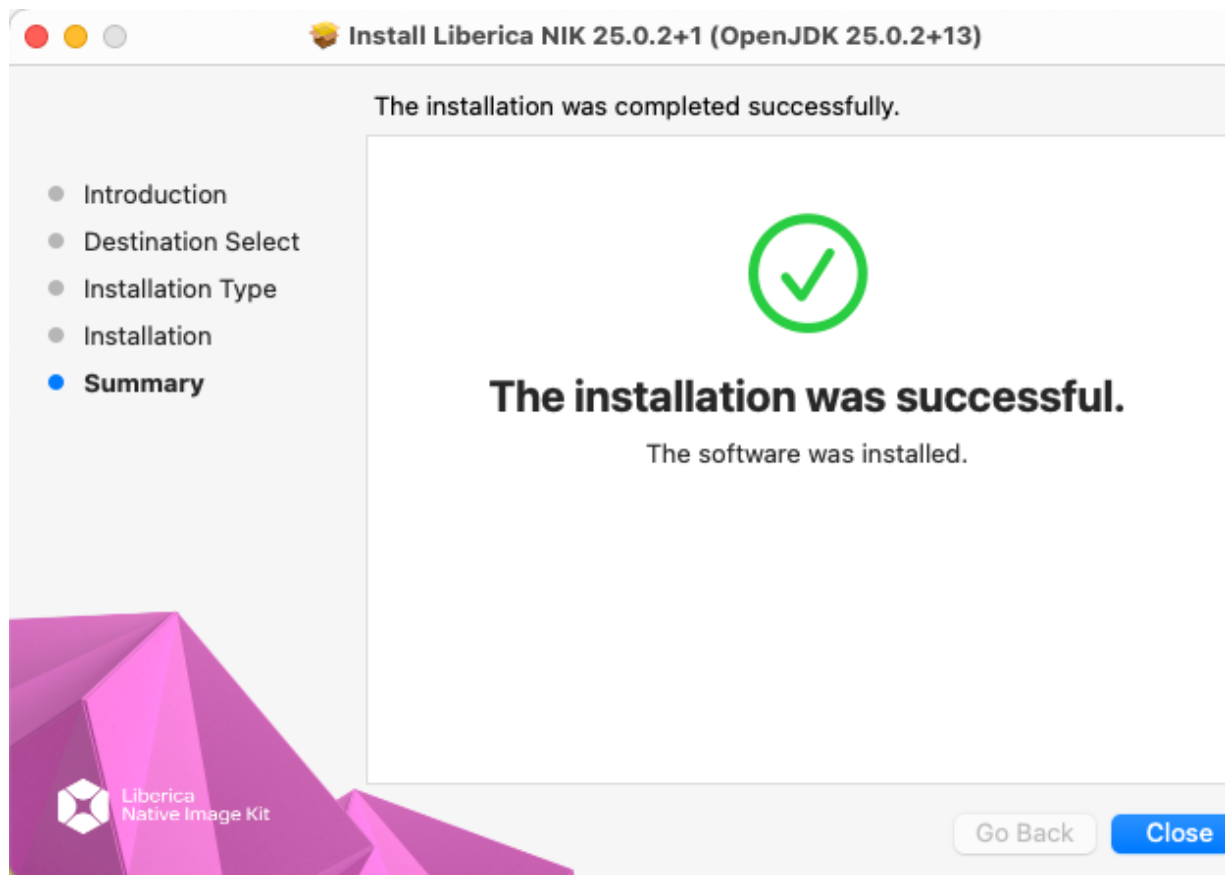 Install Liberica NIK 25.0.2+1 (OpenJDK 25.0.2+13)
The installation was completed successfully.
Introduction
Destination Select
Installation Type
Installation
Summary
The installation was successful.
The software was installed.
Liberica
Native Image Kit
Go Back
Close